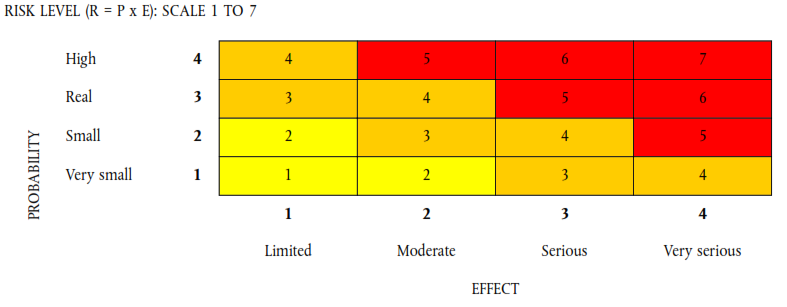 RISK LEVEL (R = P x E): SCALE 1 TO 7
High 4 4 5 6 7
Real 3 3 4 5 6
Small 2 2 3 4 5
Very small 1 1 2 3 4
PROBABILITY
1 2 3 4
Limited Moderate Serious Very serious
EFFECT